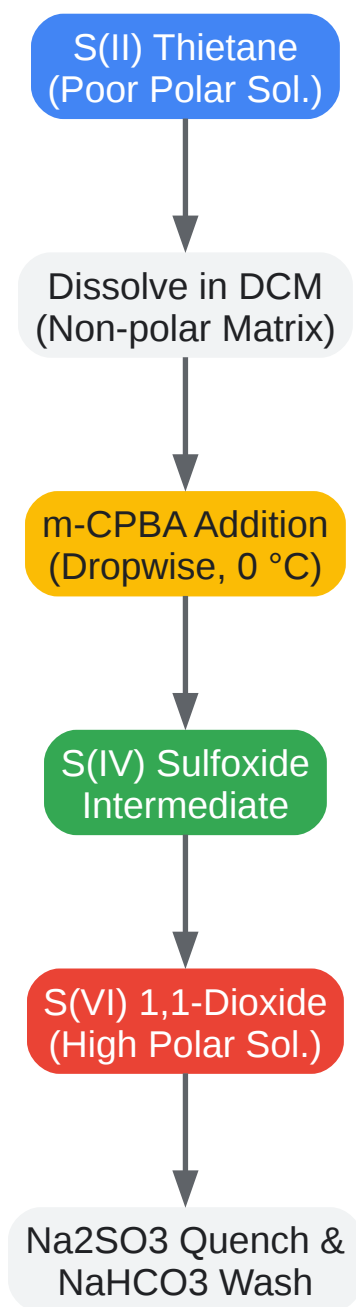 S(II) Thietane
(Poor Polar Sol.)
Dissolve in DCM
(Non-polar Matrix)
m-CPBA Addition
(Dropwise, 0 °C)
S(IV) Sulfoxide
Intermediate
S(VI) 1,1-Dioxide
(High Polar Sol.)
Na2SO3 Quench &
NaHCO3 Wash